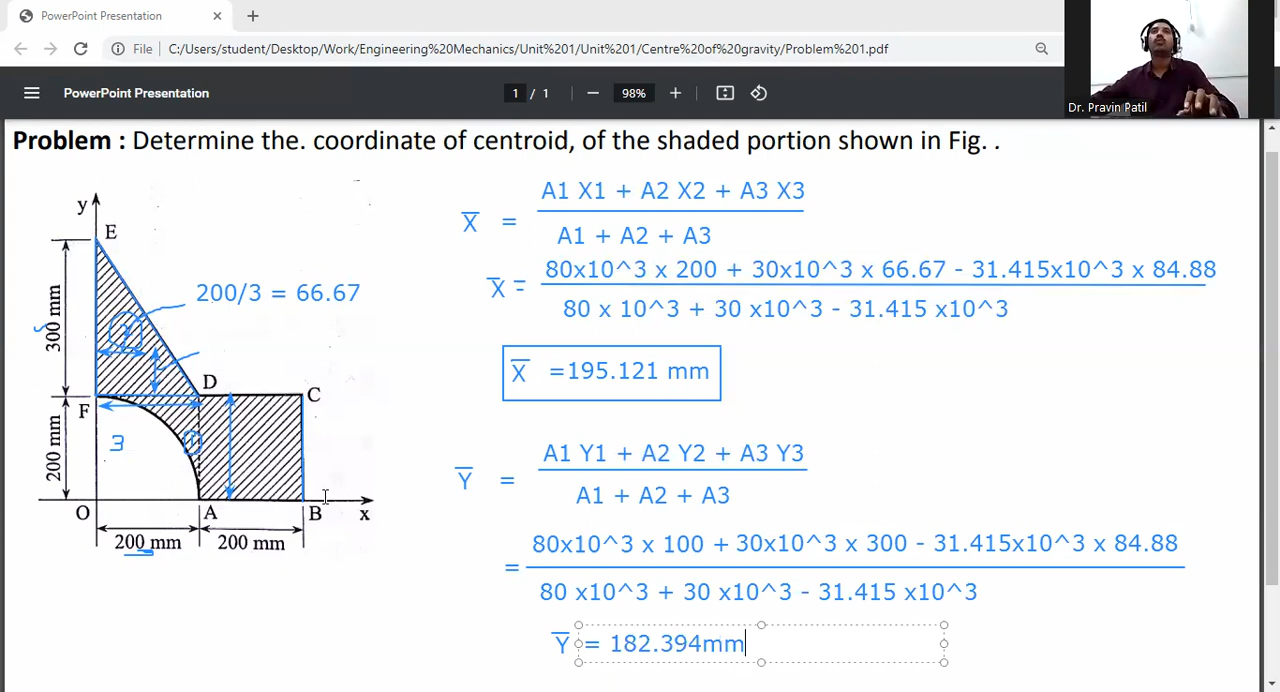 PowerPoint Presentation
File C:/Users/student/Desktop/Work/Engineering%20Mechanics/Unit%201/Unit%201/Centre%20of%20gravity/Problem%201.pdf
PowerPoint Presentation 1 / 1 98%
Dr. Pravin Patil
Problem : Determine the. coordinate of centroid, of the shaded portion shown in Fig. .
y
E
300 mm
200/3 = 66.67
2
D
C
F
200 mm
3
1
O
A
B
x
200 mm
200 mm
A1 X1 + A2 X2 + A3 X3
X̅ =
A1 + A2 + A3
80x10^3 x 200 + 30x10^3 x 66.67 - 31.415x10^3 x 84.88
X̅ =
80 x 10^3 + 30 x10^3 - 31.415 x10^3
X̅ =195.121 mm
A1 Y1 + A2 Y2 + A3 Y3
Y̅ =
A1 + A2 + A3
80x10^3 x 100 + 30x10^3 x 300 - 31.415x10^3 x 84.88
=
80 x10^3 + 30 x10^3 - 31.415 x10^3
Y̅ = 182.394mm